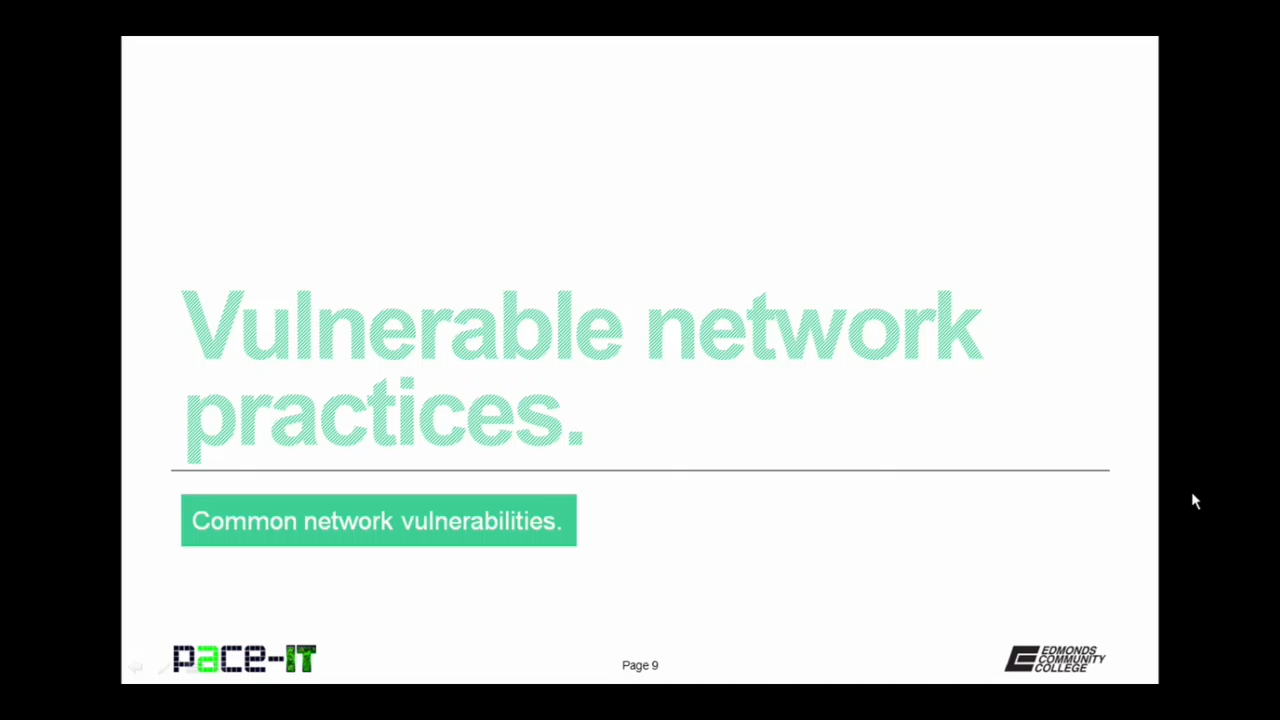 Vulnerable network
practices.
Common network vulnerabilities.
pace-IT
Page 9
EDMONDS
COMMUNITY
COLLEGE